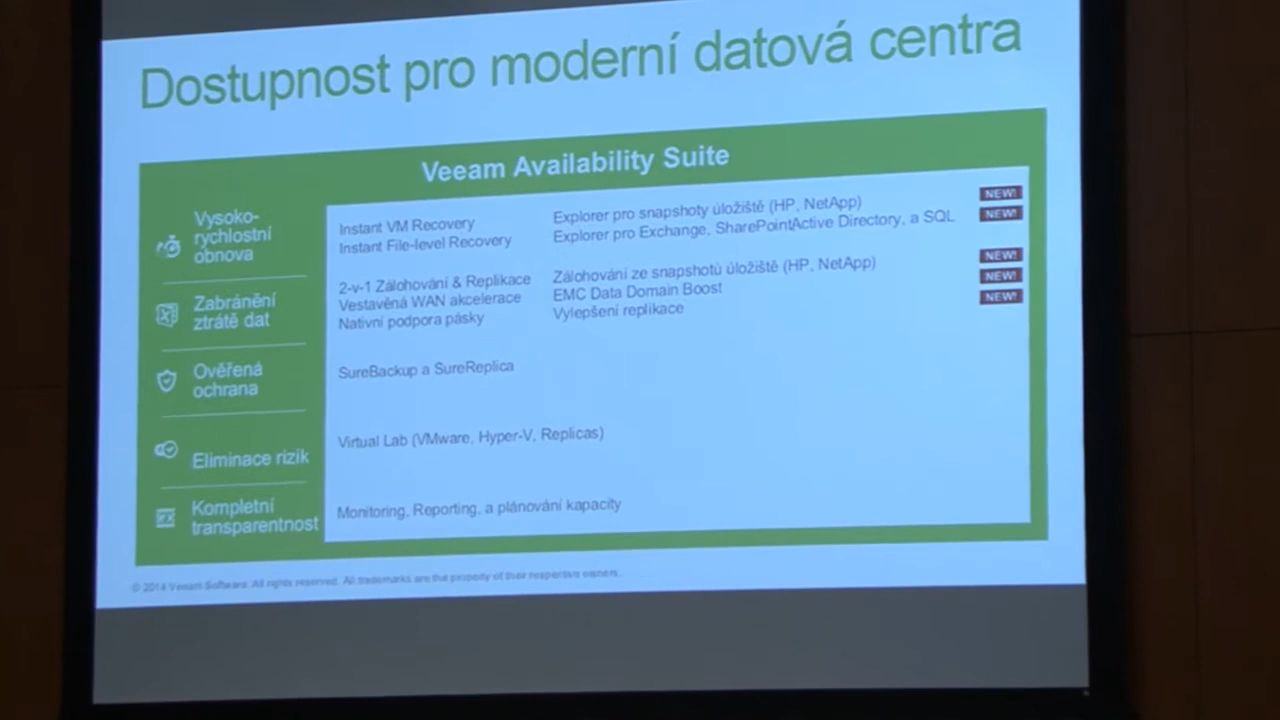 Dostupnost pro moderní datová centra
Veeam Availability Suite
Vysoko-
rychlostní
obnova
Instant VM Recovery
Instant File-level Recovery
Explorer pro snapshoty úložiště (HP, NetApp)
NEW!
Explorer pro Exchange, SharePointActive Directory, a SQL
NEW!
Zabránění
ztrátě dat
2-v-1 Zálohování & Replikace
Vestavěná WAN akcelerace
Nativní podpora pásky
Zálohování ze snapshotů úložiště (HP, NetApp)
NEW!
EMC Data Domain Boost
NEW!
Vylepšení replikace
NEW!
Ověřená
ochrana
SureBackup a SureReplica
Eliminace rizik
Virtual Lab (VMware, Hyper-V, Replicas)
Kompletní
transparentnost
Monitoring, Reporting, a plánování kapacity
© 2014 Veeam Software. All rights reserved. All trademarks are the property of their respective owners.